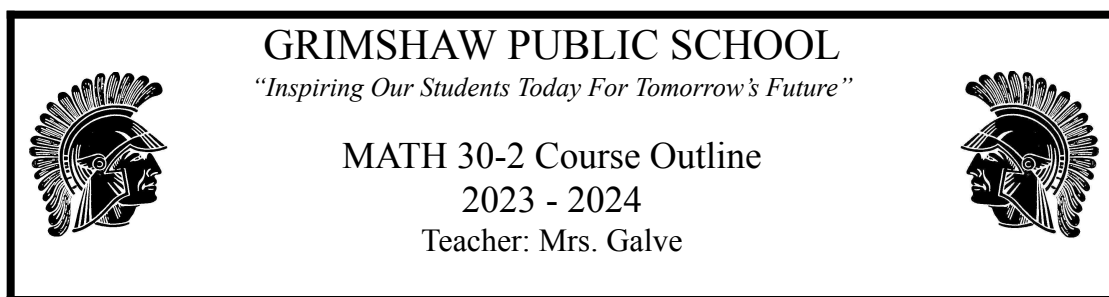 GRIMSHAW PUBLIC SCHOOL
“Inspiring Our Students Today For Tomorrow’s Future”
MATH 30-2 Course Outline
2023 - 2024
Teacher: Mrs. Galve